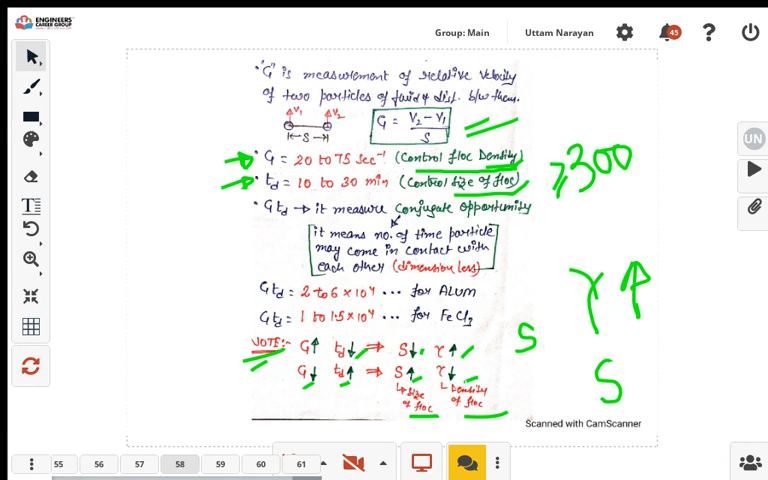 ENGINEERS
CAREER GROUP
Group: Main
Uttam Narayan
45
UN
"G" is measurement of relative velocity
of two particles of fluid & dist. b/w them.
V1 V2
S
G = V2 - V1 / S
G = 20 to 75 sec⁻¹ (Control floc Density)
td = 10 to 30 min (Control size of floc)
≥300
G td → it measure Conjugate opportunity
it means no. of time particle
may come in contact with
each other (dimension less)
G td = 2 to 6 × 10⁴ ... for ALUM
G td = 1 to 1.5 × 10⁴ ... for FeCl3
γ ↑
NOTE:- G↑ td↓ ⇒ S↓ γ↑
S
G↓ td↑ ⇒ S↑ γ↓
S
Size of floc
Density of floc
Scanned with CamScanner
55 56 57 58 59 60 61